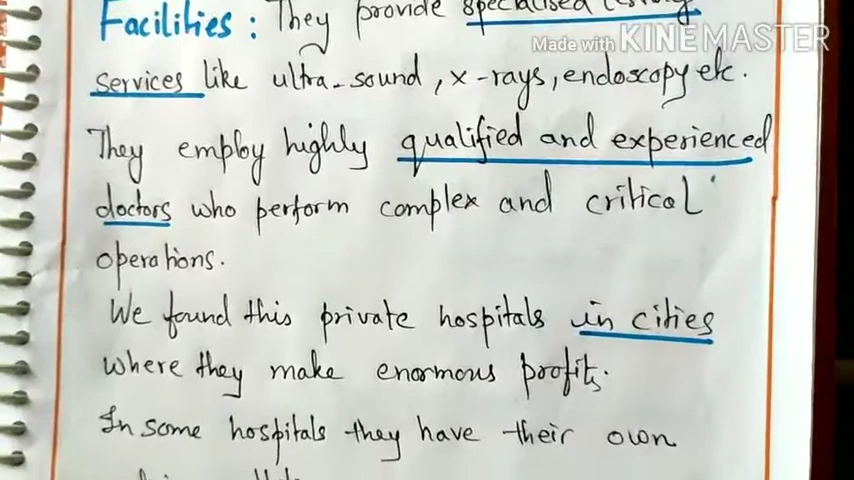 Facilities: They provide specialised testing
Made with KINEMASTER
services like ultra-sound, x-rays, endoscopy etc.
They employ highly qualified and experienced
doctors who perform complex and critical
operations.
We found this private hospitals in cities
where they make enormous profits.
In some hospitals they have their own